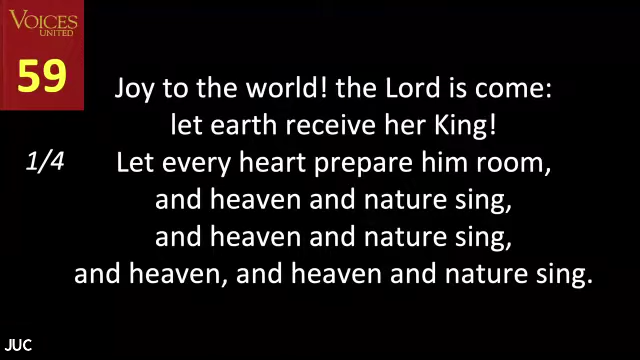 VOICES
UNITED
59
Joy to the world! the Lord is come:
let earth receive her King!
1/4
Let every heart prepare him room,
and heaven and nature sing,
and heaven and nature sing,
and heaven, and heaven and nature sing.
JUC